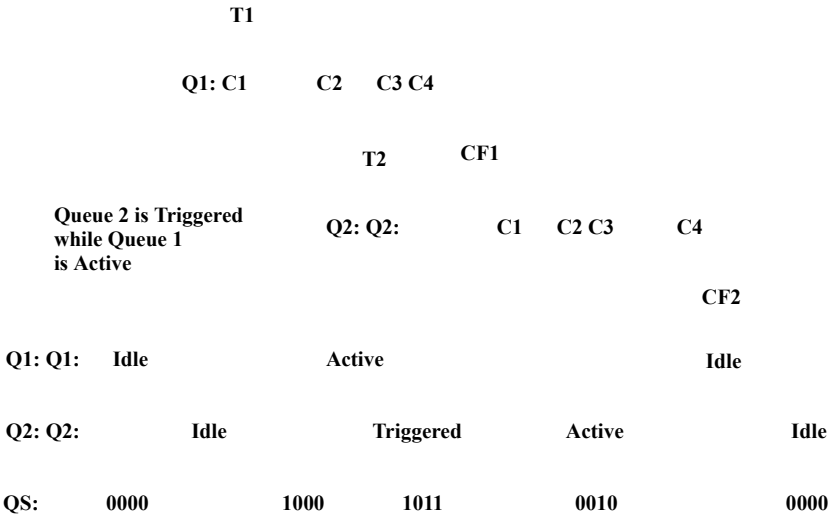 T1
Q1: C1 C2 C3 C4
T2 CF1
Queue 2 is Triggered
while Queue 1
is Active
Q2: Q2: C1 C2 C3 C4
CF2
Q1: Q1: Idle Active Idle
Q2: Q2: Idle Triggered Active Idle
QS: 0000 1000 1011 0010 0000